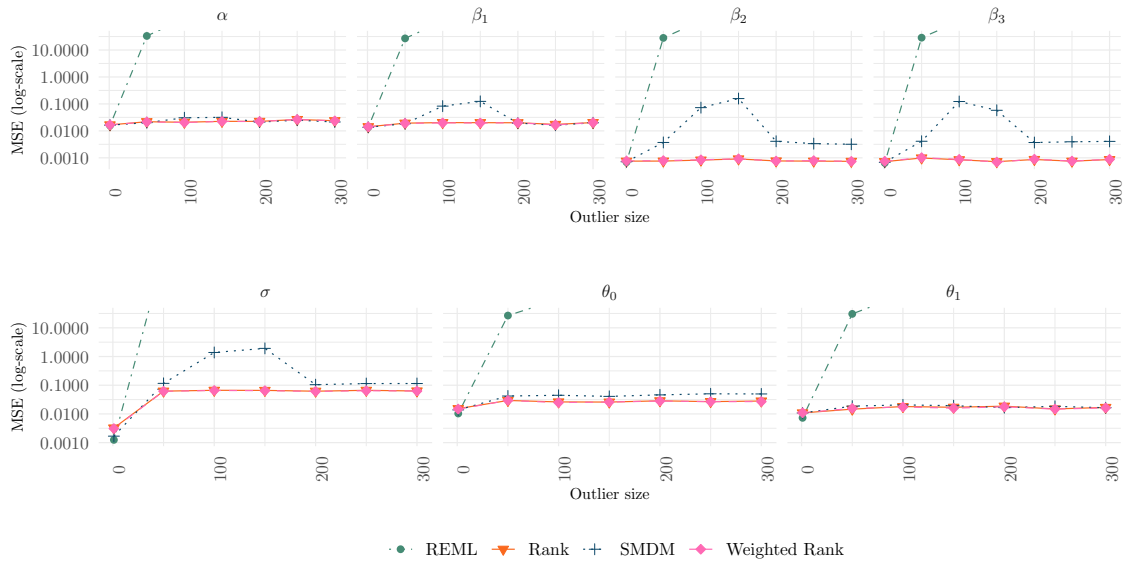 α β₁ β₂ β₃
MSE (log-scale)
10.0000
1.0000
0.1000
0.0100
0.0010
0 100 200 300 0 100 200 300 0 100 200 300 0 100 200 300
Outlier size
σ θ₀ θ₁
MSE (log-scale)
10.0000
1.0000
0.1000
0.0100
0.0010
0 100 200 300 0 100 200 300 0 100 200 300
Outlier size
REML Rank SMDM Weighted Rank